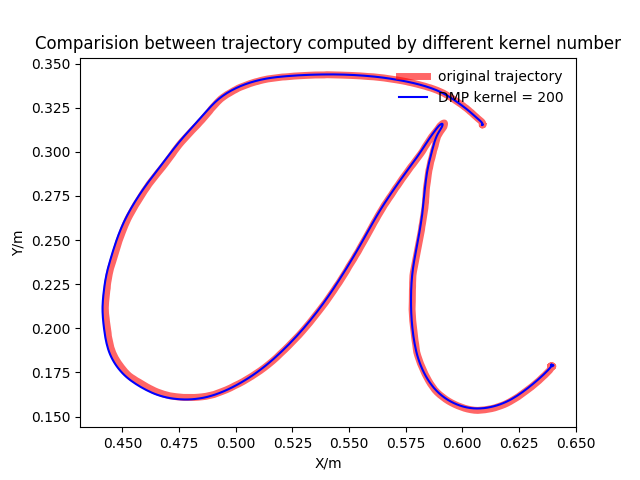 Comparision between trajectory computed by different kernel number
original trajectory
DMP kernel = 200
Y/m
0.350
0.325
0.300
0.275
0.250
0.225
0.200
0.175
0.150
0.450 0.475 0.500 0.525 0.550 0.575 0.600 0.625 0.650
X/m